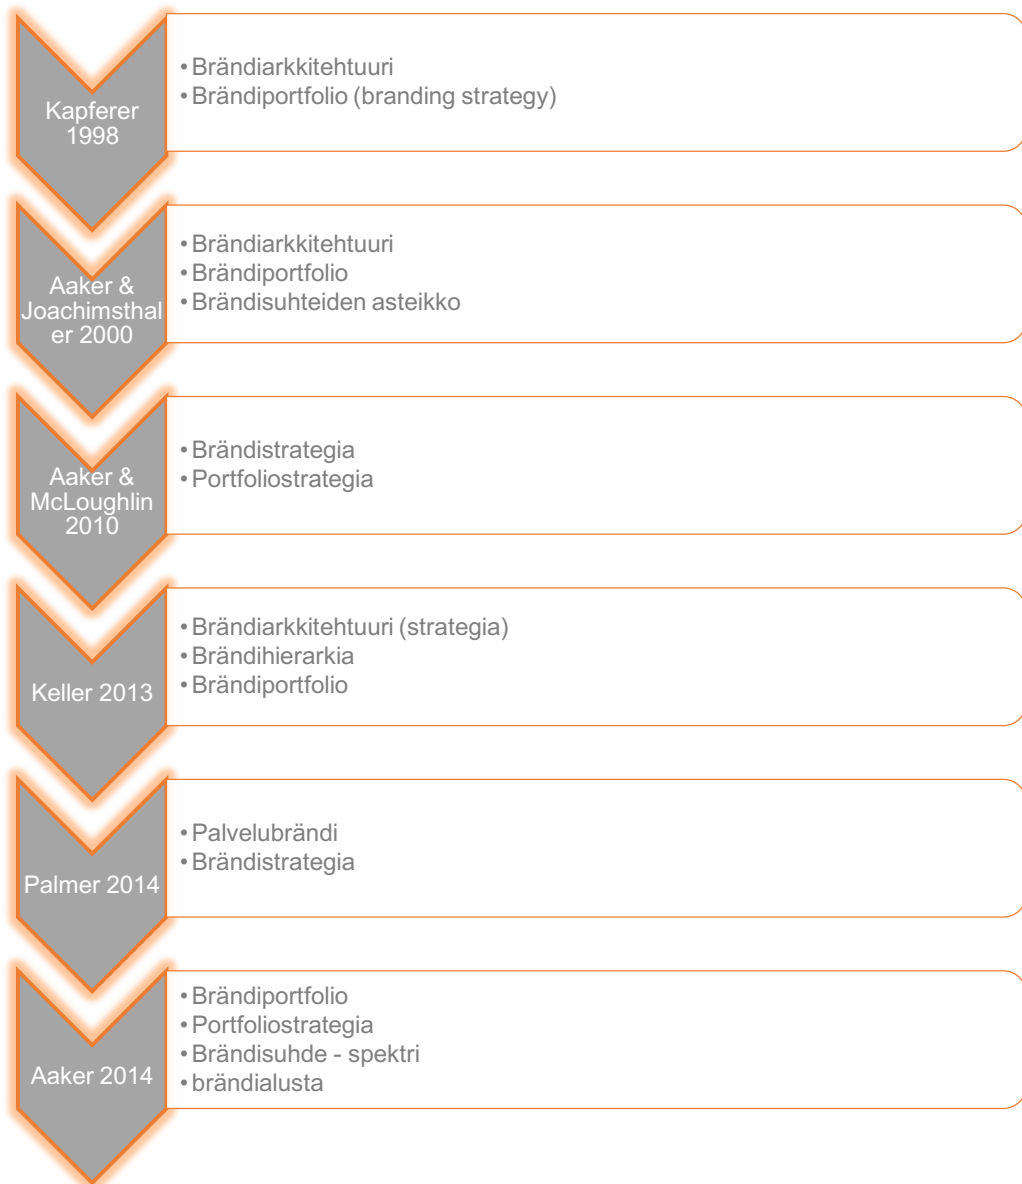 Kapferer
1998
• Brändiarkkitehtuuri
• Brändiportfolio (branding strategy)
Aaker &
Joachimsthal
er 2000
• Brändiarkkitehtuuri
• Brändiportfolio
• Brändisuhteiden asteikko
Aaker &
McLoughlin
2010
• Brändistrategia
• Portfoliostrategia
Keller 2013
• Brändiarkkitehtuuri (strategia)
• Brändihierarkia
• Brändiportfolio
Palmer 2014
• Palvelubrändi
• Brändistrategia
Aaker 2014
• Brändiportfolio
• Portfoliostrategia
• Brändisuhde - spektri
• brändialusta